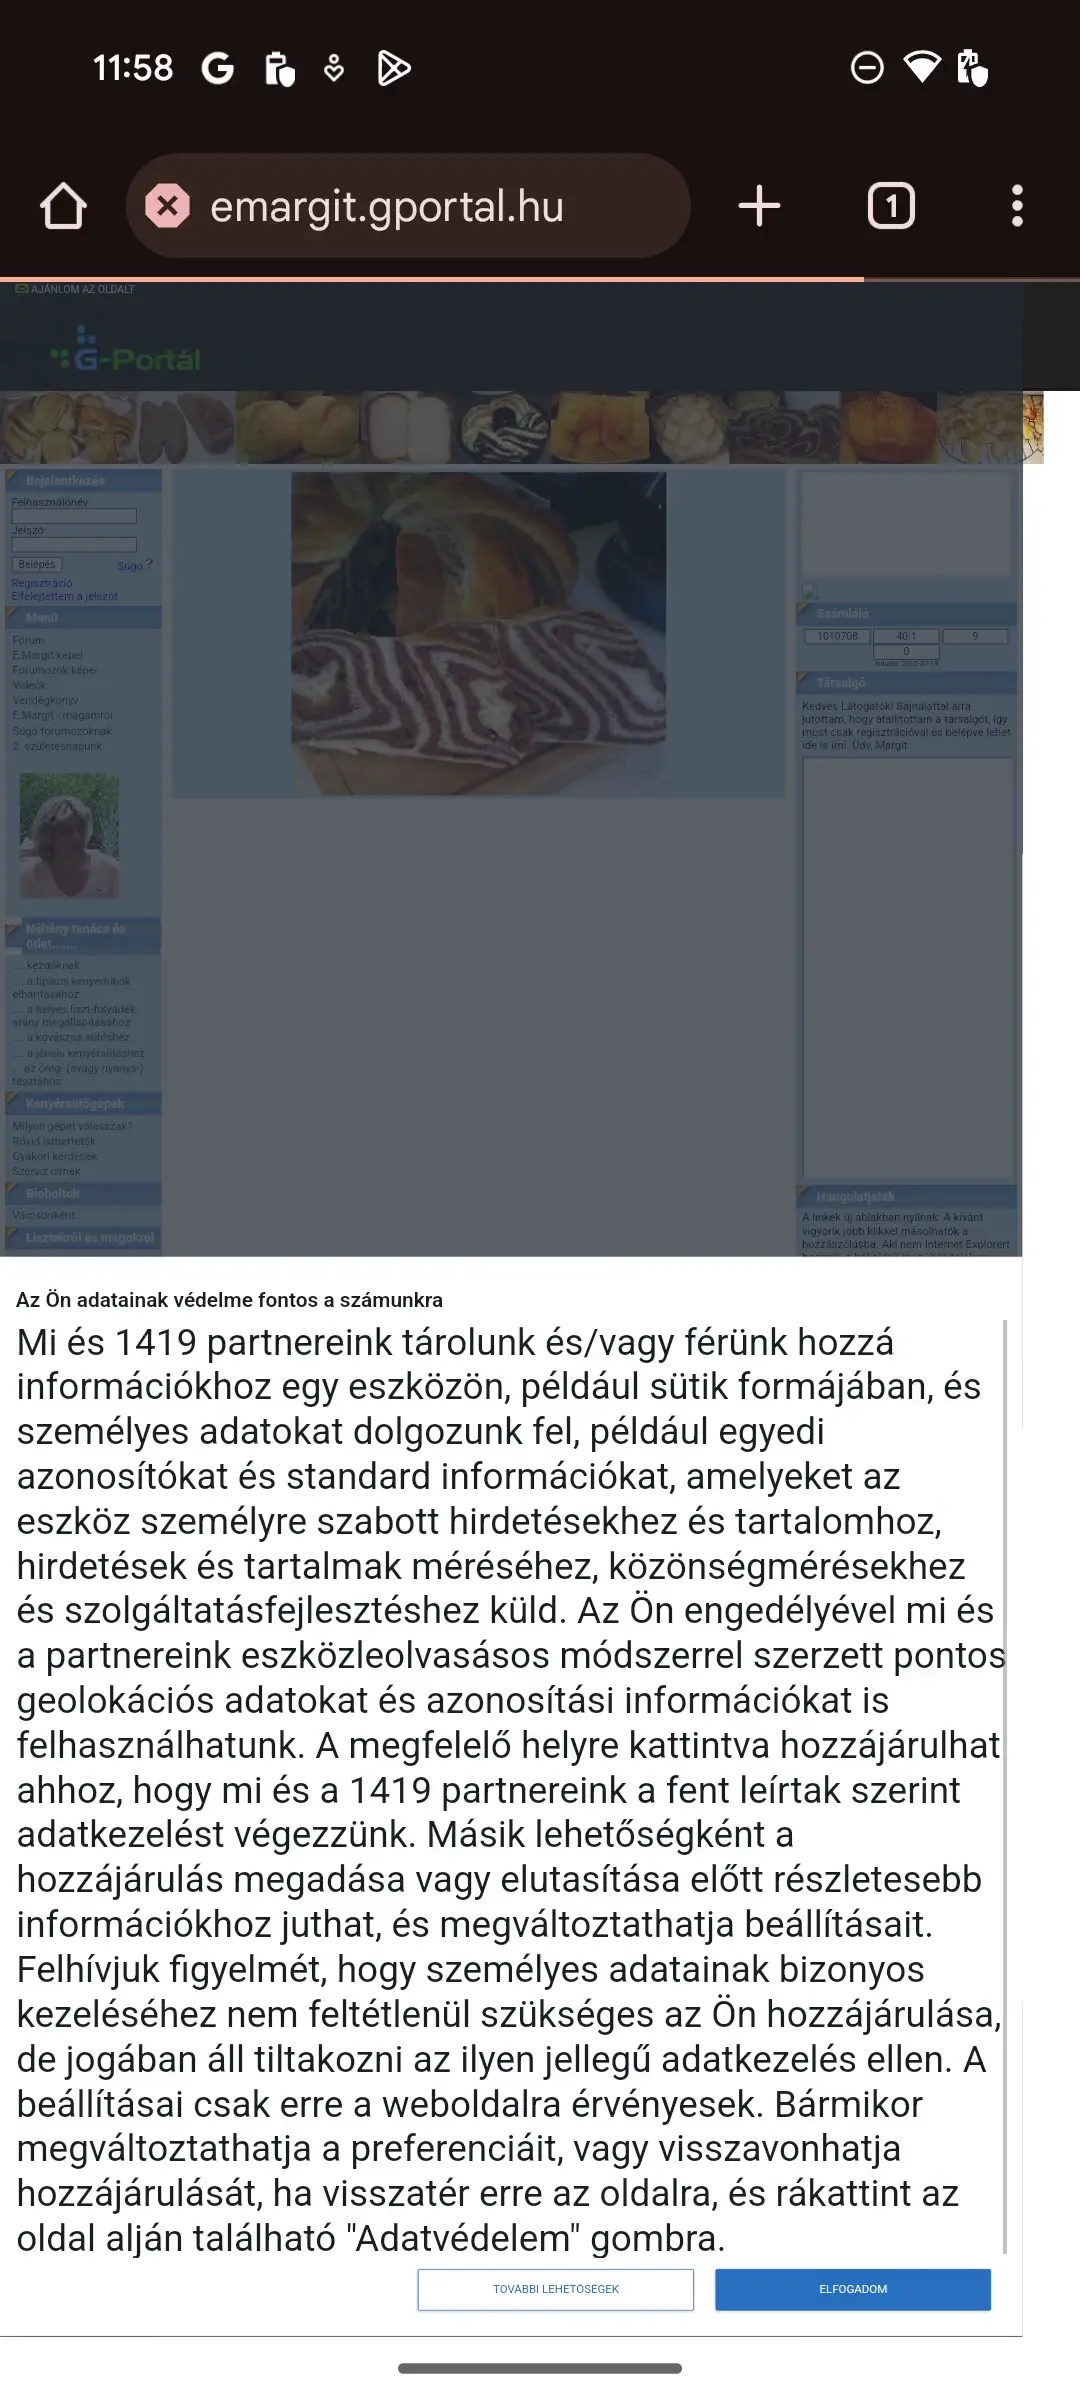 11:58
emargit.gportal.hu
1
AJÁNLOM AZ OLDALT
G-Portál
Bejelentkezés
Felhasználónév:
Jelszó:
Belépés
Súgó ?
Regisztráció
Elfelejtettem a jelszót
Menü
Fórum
E.Margit képei
Fórumozók képei
Videók
Vendégkönyv
E.Margit - magamról
Súgó fórumozóknak
2. születésnapunk
Néhány tanács és
ötlet.......
.... kezdőknek
.... a tipikus kenyérhibák
elhárításához
.... a helyes liszt-folyadék
arány megállapításához
.... a kovászos sütéshez
.... a jénais kenyérsütéshez
... az öreg- (avagy nyanya-)
tésztához
Kenyérsütőgépek
Milyen gépet válasszak?
Rövid ismertetők
Gyakori kérdések
Szerviz címek
Bioboltok
Városonként
Lisztekről és magokról
Számláló
1010708
40:1
9
0
Indulás: 2005-07-19
Társalgó
Kedves Látogatók! Sajnálattal arra
jutottam, hogy átállítottam a társalgót, így
most csak regisztrációval és belépve lehet
ide is írni. Üdv, Margit
Hangulatjelek
A linkek új ablakban nyílnak. A kívánt
vigyorik jobb klikkel másolhatók a
hozzászólásba. Aki nem Internet Explorert
Az Ön adatainak védelme fontos a számunkra
Mi és 1419 partnereink tárolunk és/vagy férünk hozzá
információkhoz egy eszközön, például sütik formájában, és
személyes adatokat dolgozunk fel, például egyedi
azonosítókat és standard információkat, amelyeket az
eszköz személyre szabott hirdetésekhez és tartalomhoz,
hirdetések és tartalmak méréséhez, közönségmérésekhez
és szolgáltatásfejlesztéshez küld. Az Ön engedélyével mi és
a partnereink eszközleolvasásos módszerrel szerzett pontos
geolokációs adatokat és azonosítási információkat is
felhasználhatunk. A megfelelő helyre kattintva hozzájárulhat
ahhoz, hogy mi és a 1419 partnereink a fent leírtak szerint
adatkezelést végezzünk. Másik lehetőségként a
hozzájárulás megadása vagy elutasítása előtt részletesebb
információkhoz juthat, és megváltoztathatja beállításait.
Felhívjuk figyelmét, hogy személyes adatainak bizonyos
kezeléséhez nem feltétlenül szükséges az Ön hozzájárulása,
de jogában áll tiltakozni az ilyen jellegű adatkezelés ellen. A
beállításai csak erre a weboldalra érvényesek. Bármikor
megváltoztathatja a preferenciáit, vagy visszavonhatja
hozzájárulását, ha visszatér erre az oldalra, és rákattint az
oldal alján található "Adatvédelem" gombra.
TOVÁBBI LEHETŐSÉGEK
ELFOGADOM